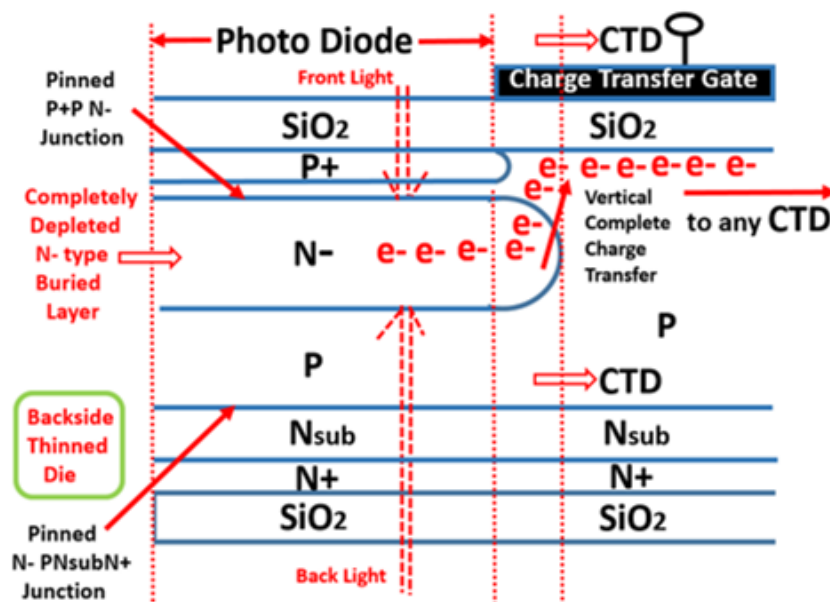 Photo Diode
CTD
Pinned
P+P N-
Junction
Front Light
Charge Transfer Gate
SiO2
SiO2
P+
e- e- e- e- e- e-
e-
Completely
Depleted
N- type
Buried
Layer
N-
e- e- e- e-
e-
e-
Vertical
Complete
Charge
Transfer
to any CTD
P
P
CTD
Backside
Thinned
Die
Nsub
Nsub
N+
N+
SiO2
SiO2
Pinned
N- PNsubN+
Junction
Back Light